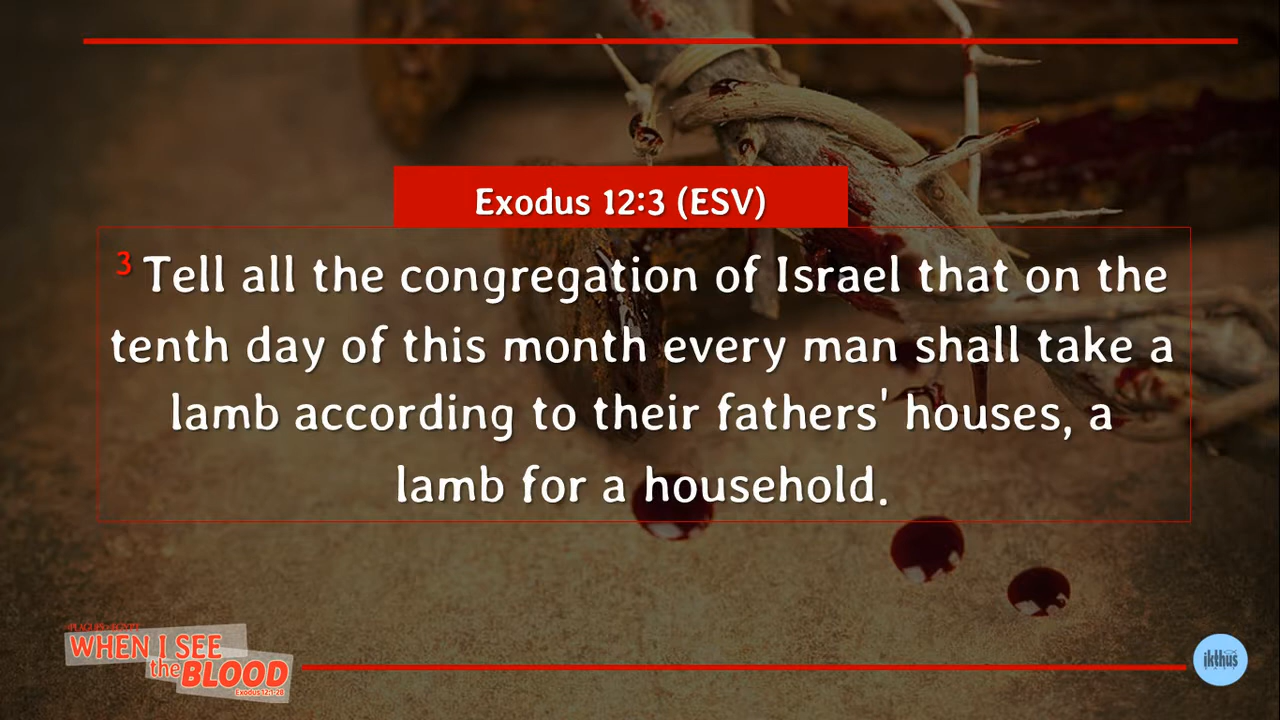 Exodus 12:3 (ESV)
3 Tell all the congregation of Israel that on the
tenth day of this month every man shall take a
lamb according to their fathers' houses, a
lamb for a household.
WHEN I SEE
the BLOOD
Exodus 12:1-28
ikthus